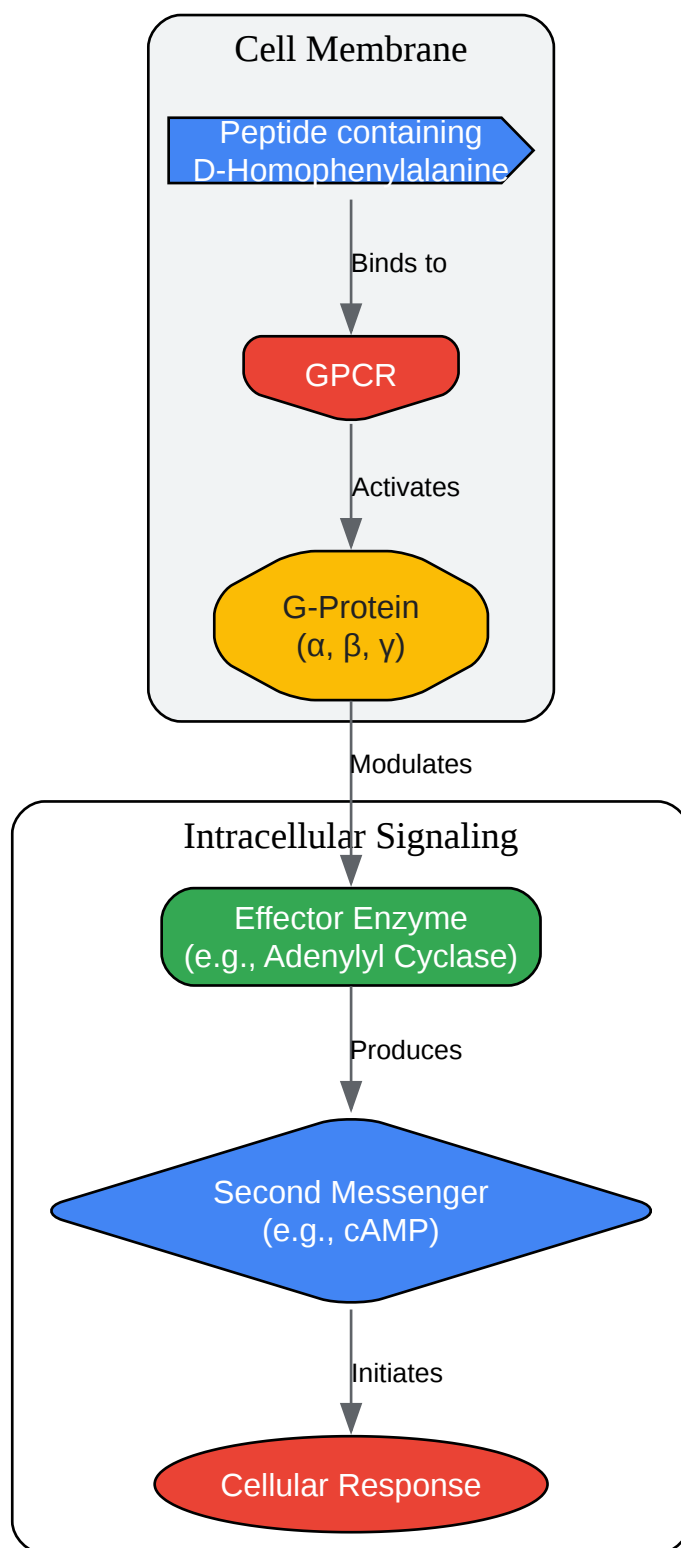 Cell Membrane
Peptide containing
D-Homophenylalanine
Binds to
GPCR
Activates
G-Protein
(α, β, γ)
Modulates
Intracellular Signaling
Effector Enzyme
(e.g., Adenylyl Cyclase)
Produces
Second Messenger
(e.g., cAMP)
Initiates
Cellular Response